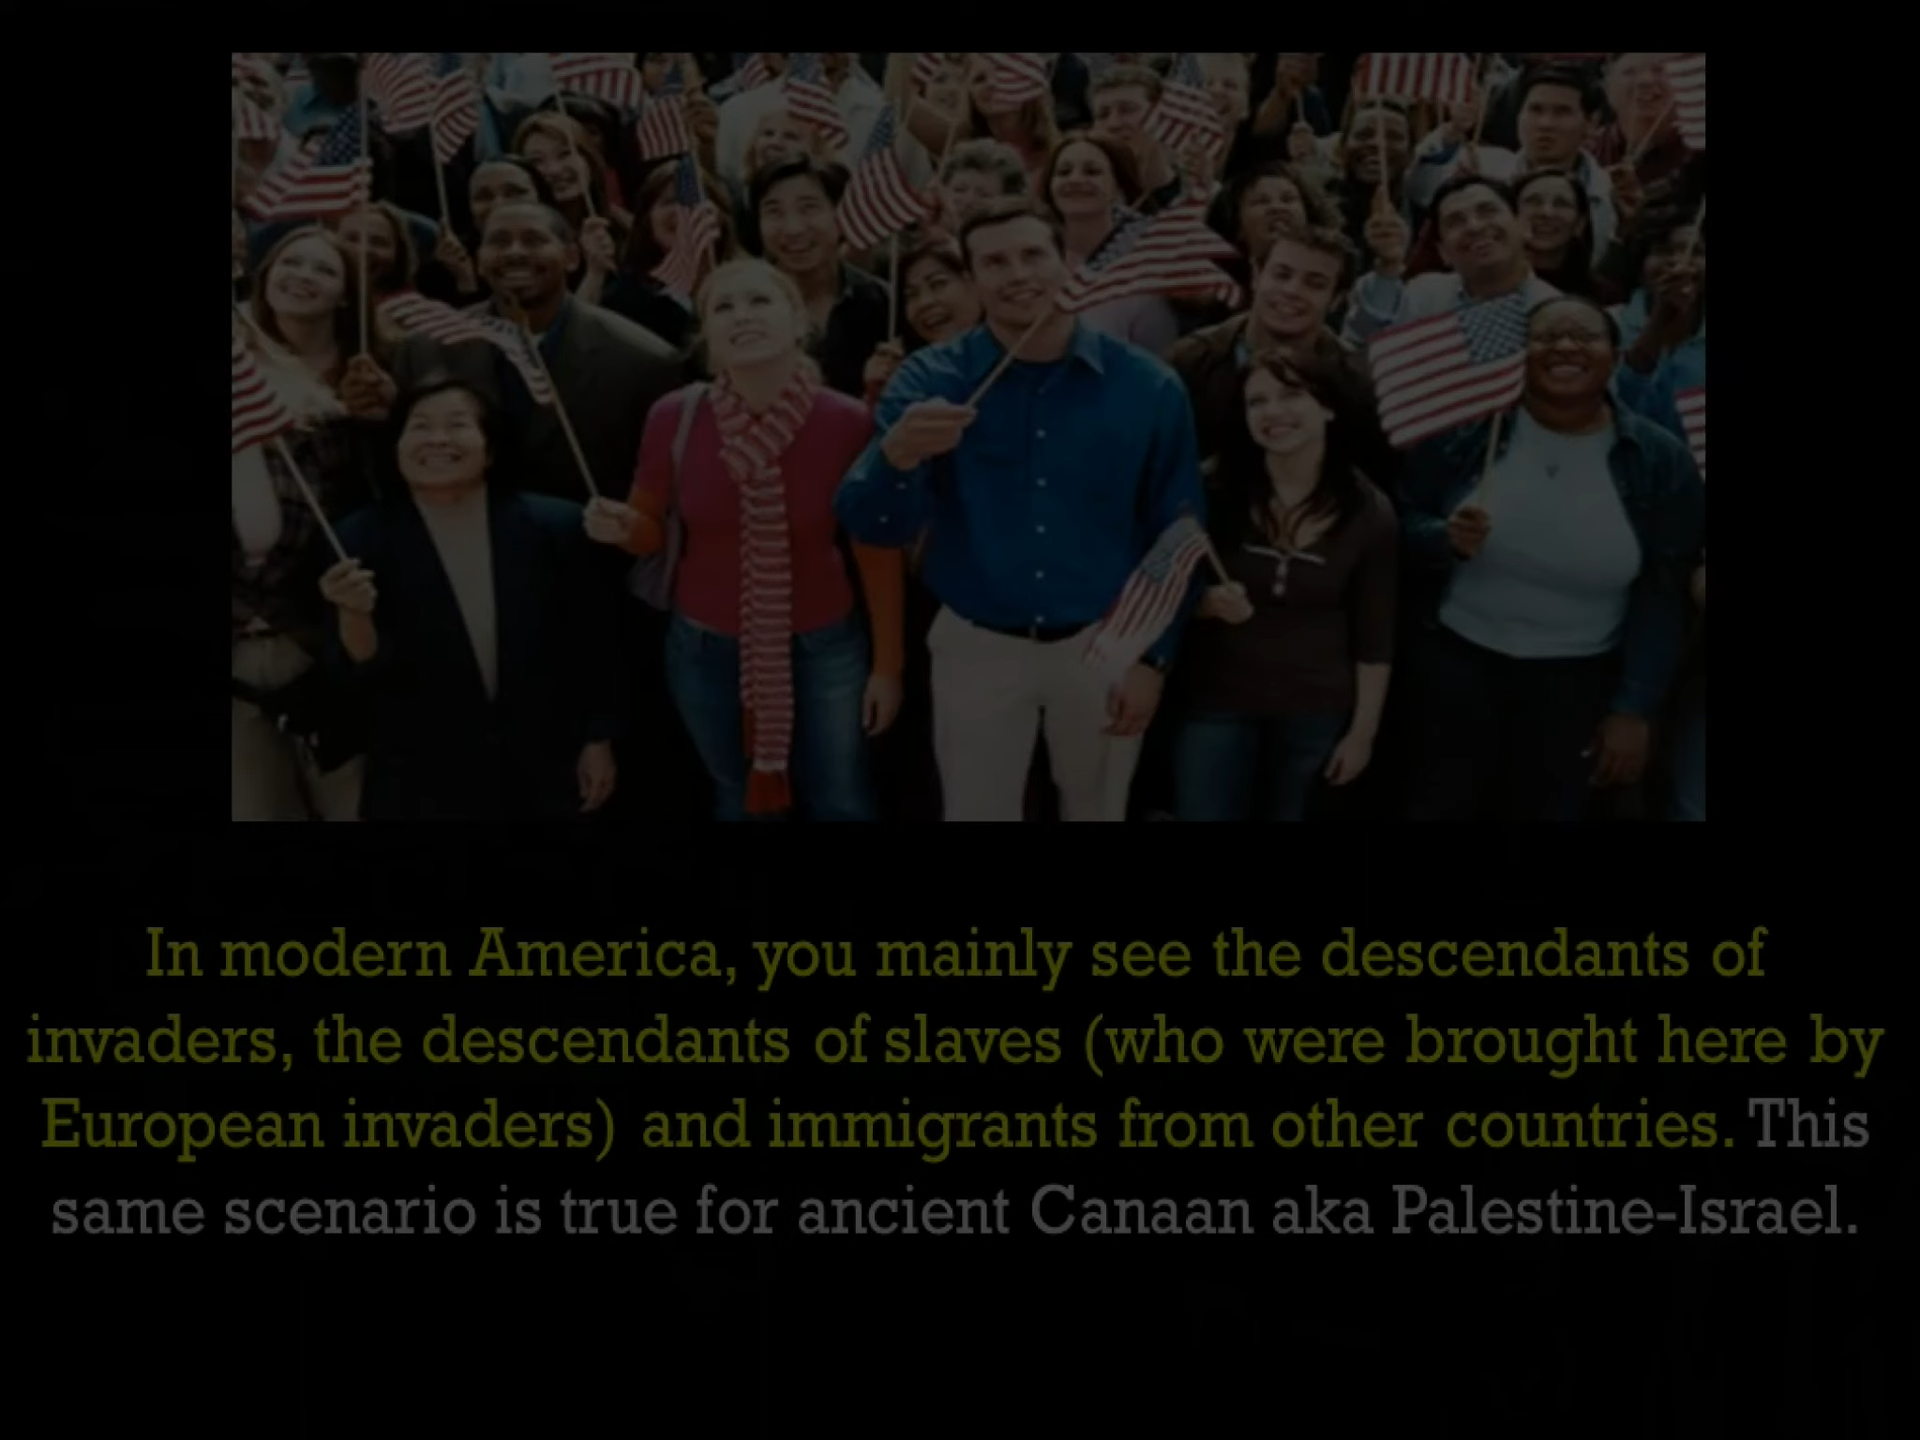 In modern America, you mainly see the descendants of
invaders, the descendants of slaves (who were brought here by
European invaders) and immigrants from other countries. This
same scenario is true for ancient Canaan aka Palestine-Israel.